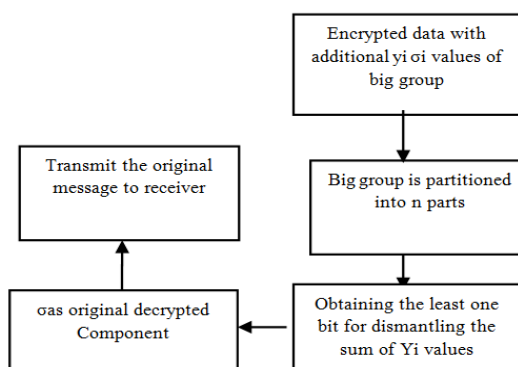 Encrypted data with
additional yi σi values of
big group
Big group is partitioned
into n parts
Obtaining the least one
bit for dismantling the
sum of Yi values
σas original decrypted
Component
Transmit the original
message to receiver